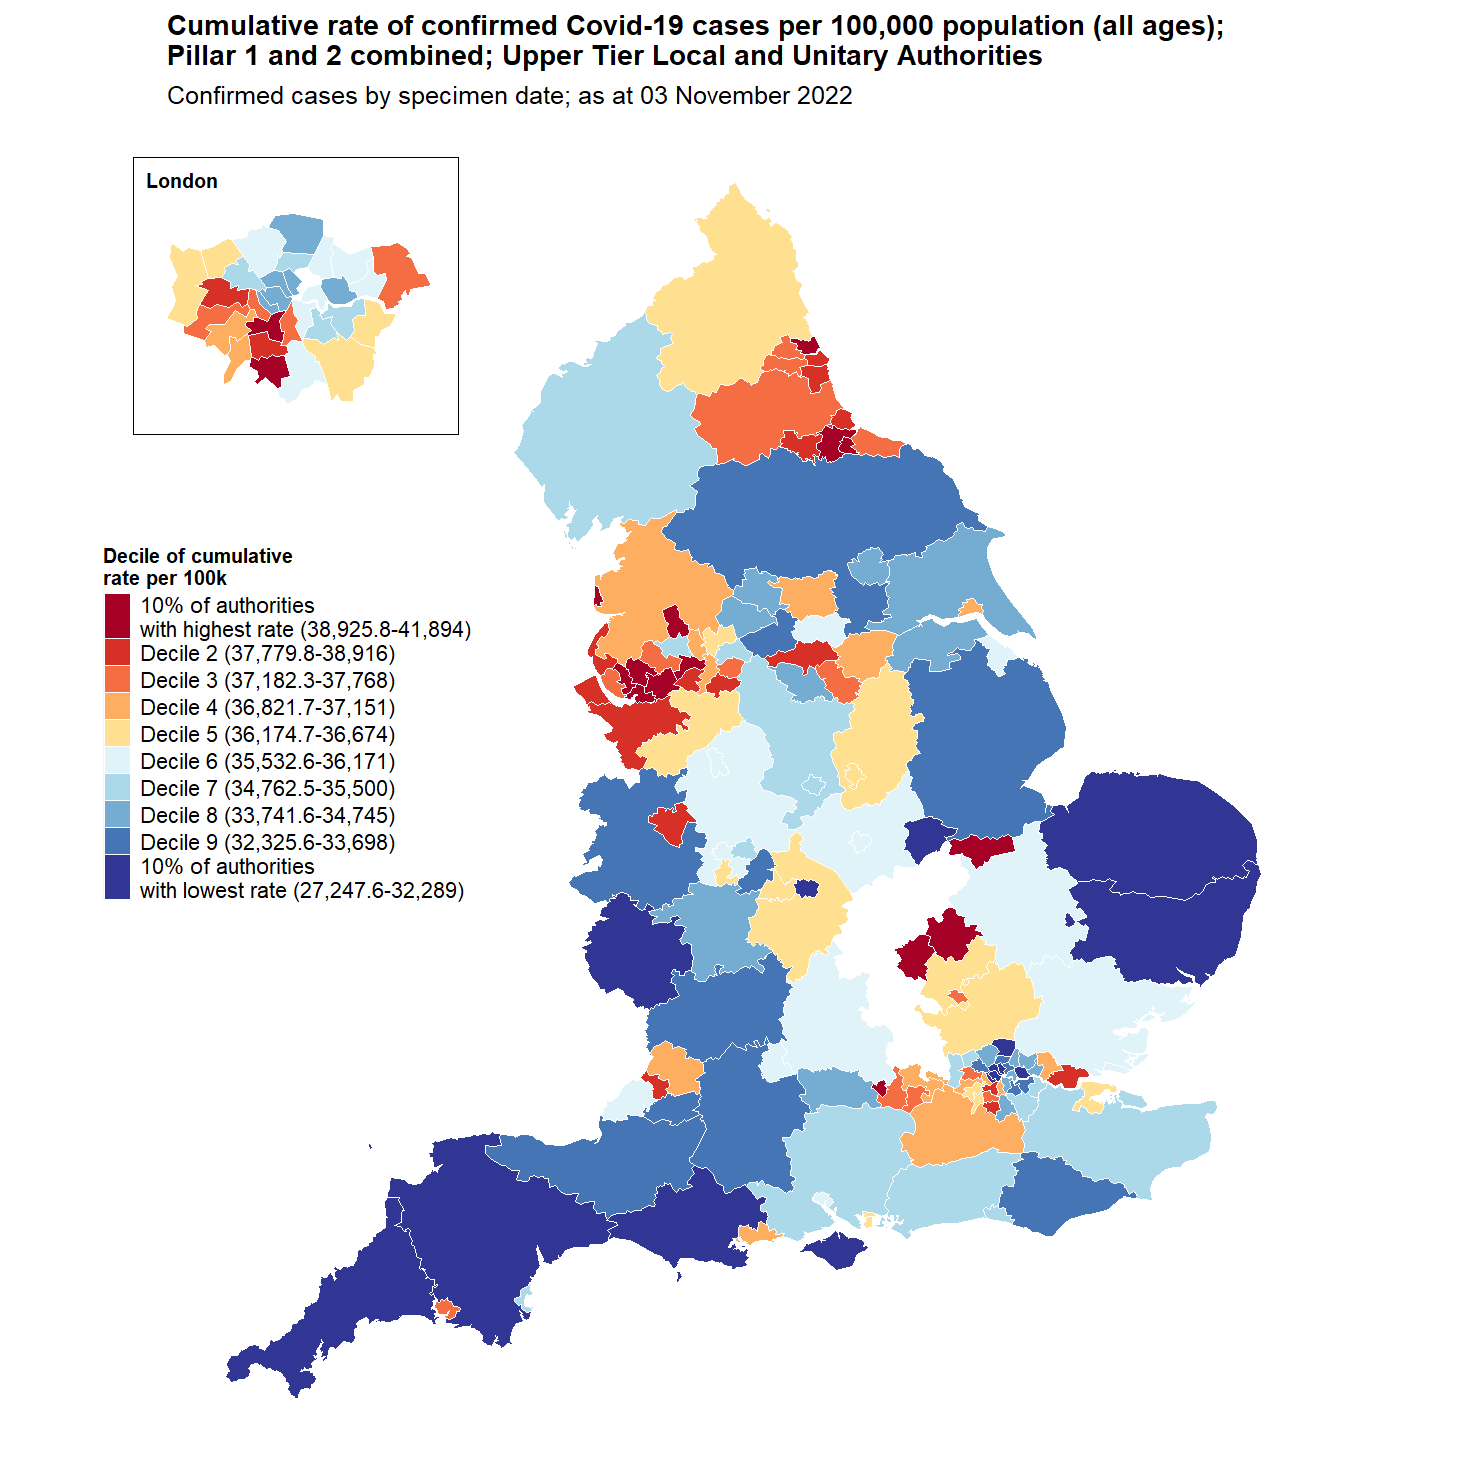 Cumulative rate of confirmed Covid-19 cases per 100,000 population (all ages);
Pillar 1 and 2 combined; Upper Tier Local and Unitary Authorities
Confirmed cases by specimen date; as at 03 November 2022
London
Decile of cumulative
rate per 100k
10% of authorities
with highest rate (38,925.8-41,894)
Decile 2 (37,779.8-38,916)
Decile 3 (37,182.3-37,768)
Decile 4 (36,821.7-37,151)
Decile 5 (36,174.7-36,674)
Decile 6 (35,532.6-36,171)
Decile 7 (34,762.5-35,500)
Decile 8 (33,741.6-34,745)
Decile 9 (32,325.6-33,698)
10% of authorities
with lowest rate (27,247.6-32,289)